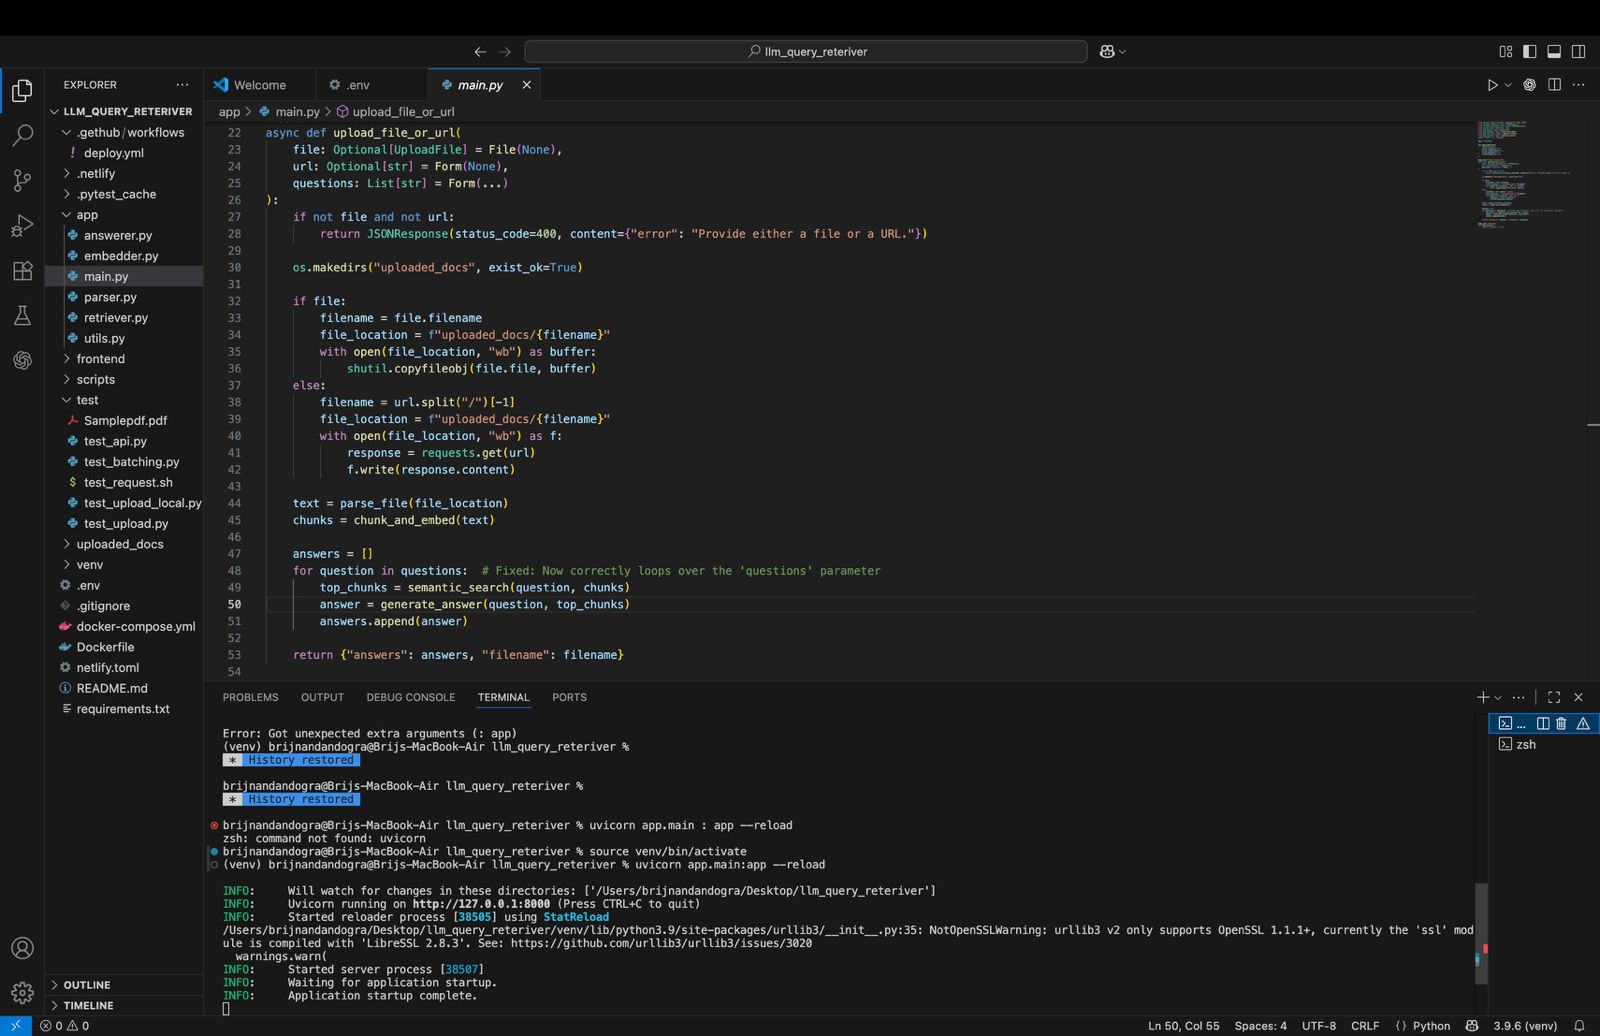 llm_query_reteriver
EXPLORER
Welcome
.env
main.py
LLM_QUERY_RETERIVER
.gethub/workflows
deploy.yml
.netlify
.pytest_cache
app
answerer.py
embedder.py
main.py
parser.py
retriever.py
utils.py
frontend
scripts
test
Samplepdf.pdf
test_api.py
test_batching.py
test_request.sh
test_upload_local.py
test_upload.py
uploaded_docs
venv
.env
.gitignore
docker-compose.yml
Dockerfile
netlify.toml
README.md
requirements.txt
OUTLINE
TIMELINE
app > main.py > upload_file_or_url
22 async def upload_file_or_url(
23     file: Optional[UploadFile] = File(None),
24     url: Optional[str] = Form(None),
25     questions: List[str] = Form(...)
26 ):
27     if not file and not url:
28         return JSONResponse(status_code=400, content={"error": "Provide either a file or a URL."})
29
30     os.makedirs("uploaded_docs", exist_ok=True)
31
32     if file:
33         filename = file.filename
34         file_location = f"uploaded_docs/{filename}"
35         with open(file_location, "wb") as buffer:
36             shutil.copyfileobj(file.file, buffer)
37     else:
38         filename = url.split("/")[-1]
39         file_location = f"uploaded_docs/{filename}"
40         with open(file_location, "wb") as f:
41             response = requests.get(url)
42             f.write(response.content)
43
44     text = parse_file(file_location)
45     chunks = chunk_and_embed(text)
46
47     answers = []
48     for question in questions:  # Fixed: Now correctly loops over the 'questions' parameter
49         top_chunks = semantic_search(question, chunks)
50         answer = generate_answer(question, top_chunks)
51         answers.append(answer)
52
53     return {"answers": answers, "filename": filename}
54
PROBLEMS OUTPUT DEBUG CONSOLE TERMINAL PORTS
Error: Got unexpected extra arguments (: app)
(venv) brijnandandogra@Brijs-MacBook-Air llm_query_reteriver %
* History restored
brijnandandogra@Brijs-MacBook-Air llm_query_reteriver %
* History restored
brijnandandogra@Brijs-MacBook-Air llm_query_reteriver % uvicorn app.main : app --reload
zsh: command not found: uvicorn
brijnandandogra@Brijs-MacBook-Air llm_query_reteriver % source venv/bin/activate
(venv) brijnandandogra@Brijs-MacBook-Air llm_query_reteriver % uvicorn app.main:app --reload
INFO:     Will watch for changes in these directories: ['/Users/brijnandandogra/Desktop/llm_query_reteriver']
INFO:     Uvicorn running on http://127.0.0.1:8000 (Press CTRL+C to quit)
INFO:     Started reloader process [38505] using StatReload
/Users/brijnandandogra/Desktop/llm_query_reteriver/venv/lib/python3.9/site-packages/urllib3/__init__.py:35: NotOpenSSLWarning: urllib3 v2 only supports OpenSSL 1.1.1+, currently the 'ssl' mod
ule is compiled with 'LibreSSL 2.8.3'. See: https://github.com/urllib3/urllib3/issues/3020
  warnings.warn(
INFO:     Started server process [38507]
INFO:     Waiting for application startup.
INFO:     Application startup complete.
...
zsh
0 0
Ln 50, Col 55 Spaces: 4 UTF-8 CRLF {} Python 3.9.6 (venv)